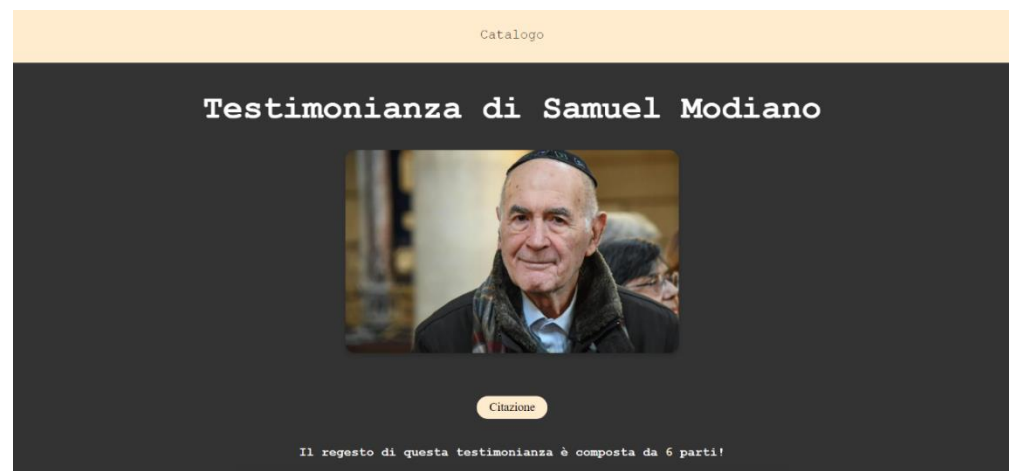 Catalogo
Testimonianza di Samuel Modiano
Citazione
Il regesto di questa testimonianza è composta da 6 parti!